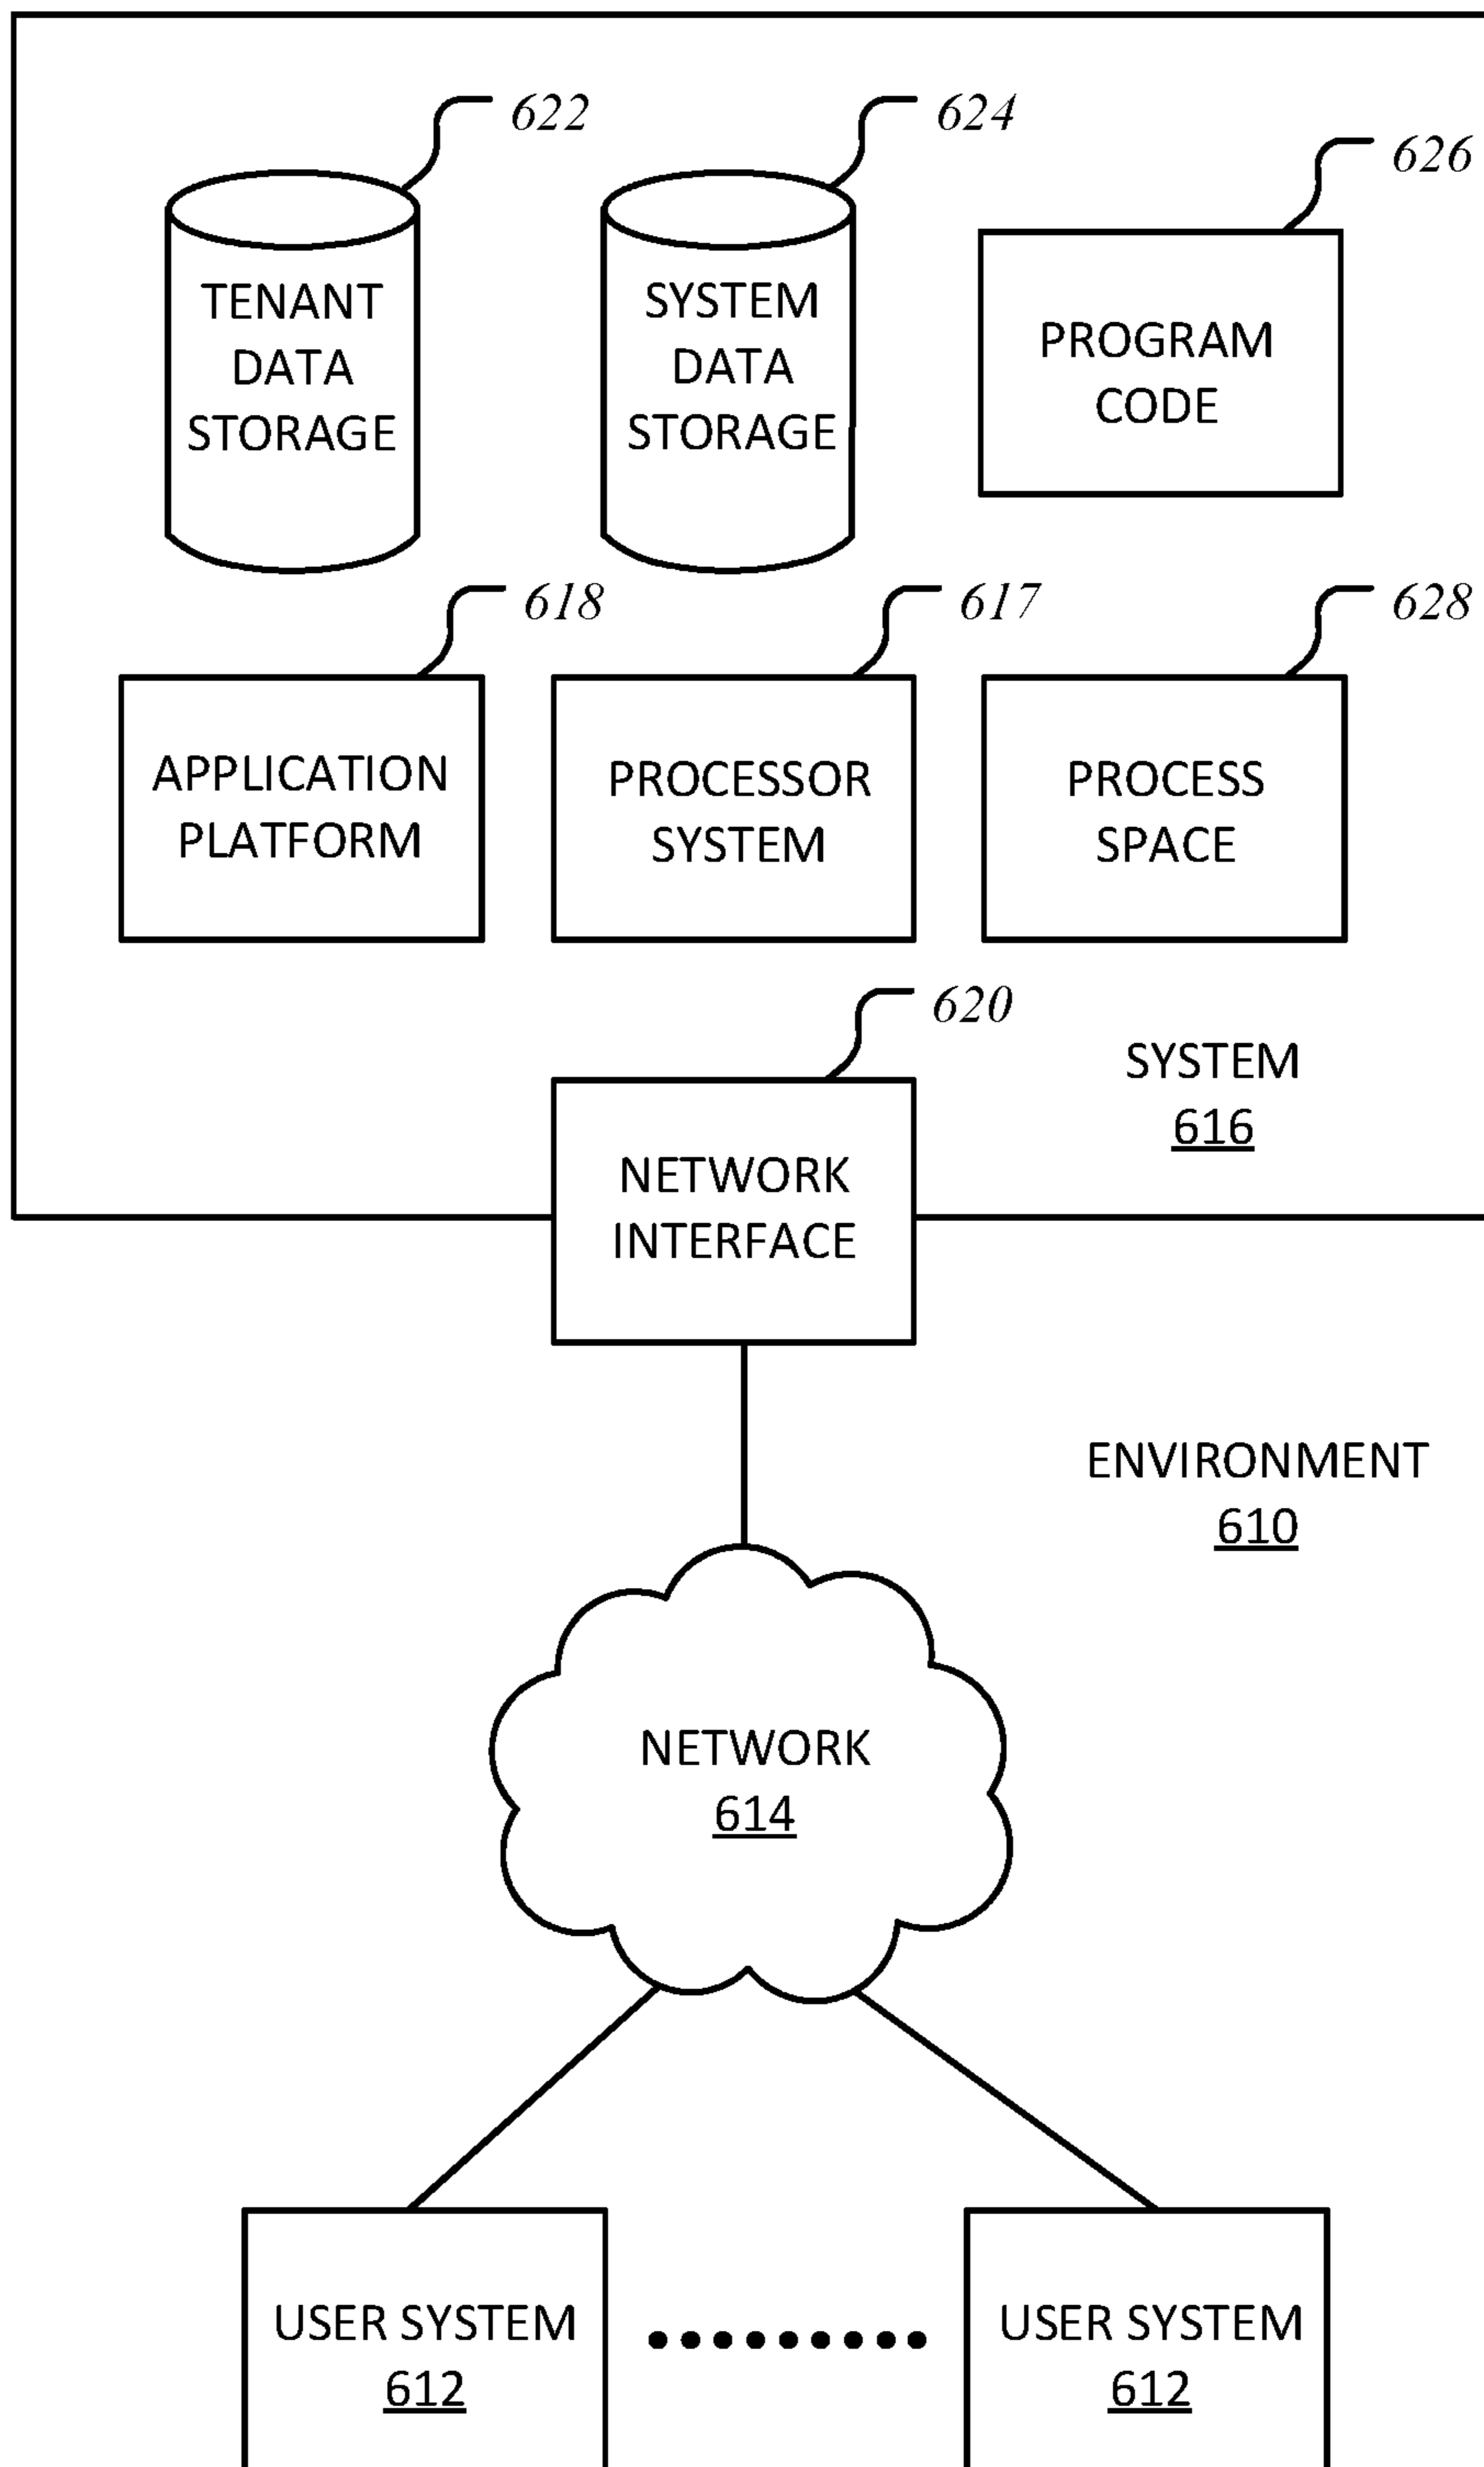 622
624
626
TENANT
DATA
STORAGE
SYSTEM
DATA
STORAGE
PROGRAM
CODE
618
617
628
APPLICATION
PLATFORM
PROCESSOR
SYSTEM
PROCESS
SPACE
620
SYSTEM
616
NETWORK
INTERFACE
ENVIRONMENT
610
NETWORK
614
USER SYSTEM
612
USER SYSTEM
612